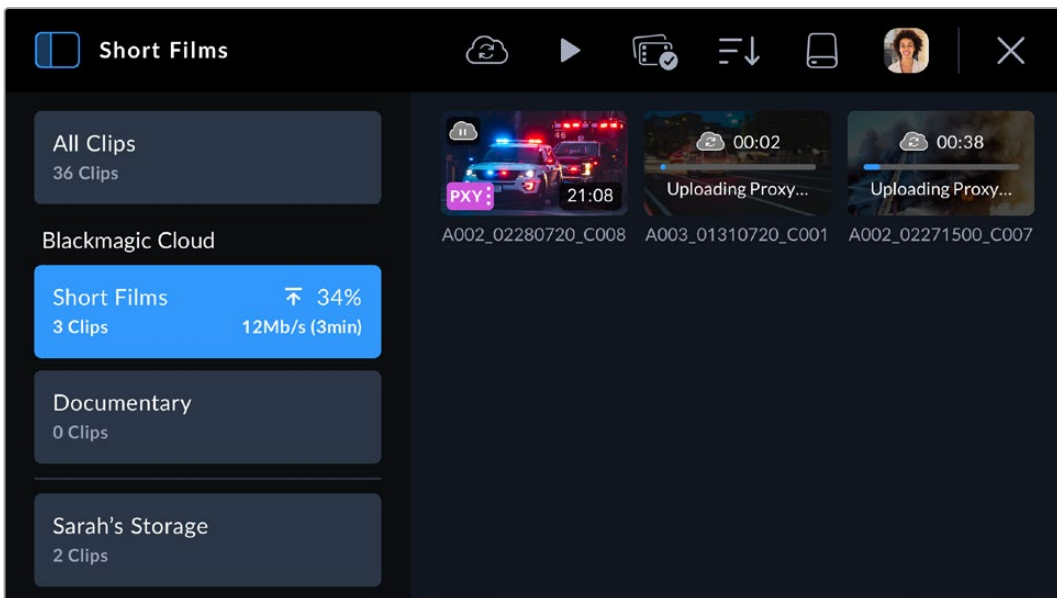 Short Films
All Clips
36 Clips
Blackmagic Cloud
Short Films 34%
3 Clips 12Mb/s (3min)
Documentary
0 Clips
Sarah's Storage
2 Clips
46
PXY 21:08
A002_02280720_C008
00:02
Uploading Proxy...
A003_01310720_C001
00:38
Uploading Proxy...
A002_02271500_C007